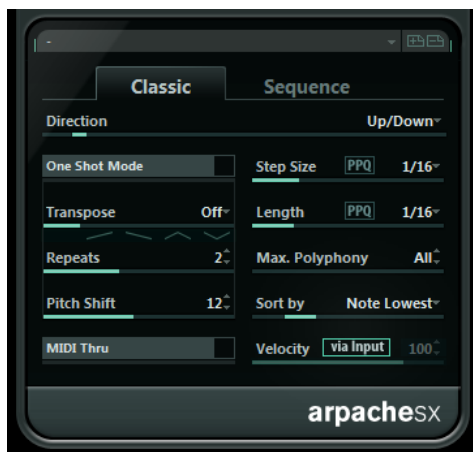 -
Classic Sequence
Direction Up/Down
One Shot Mode Step Size PPQ 1/16
Transpose Off Length PPQ 1/16
Repeats 2 Max. Polyphony All
Pitch Shift 12 Sort by Note Lowest
MIDI Thru Velocity via Input 100
arpacheSX